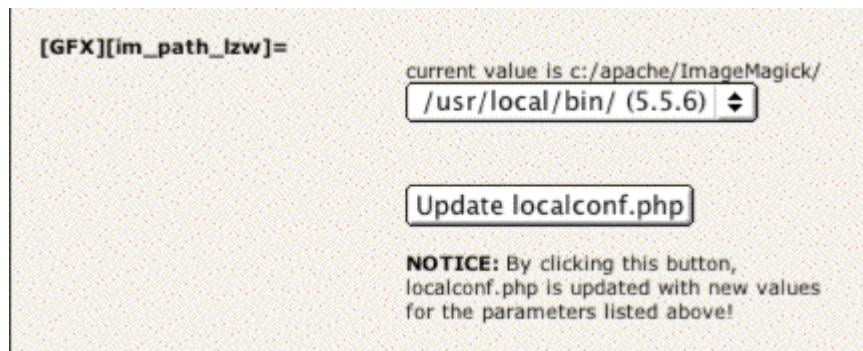 [GFX][im_path_lzw]=
current value is c:/apache/ImageMagick/
/usr/local/bin/ (5.5.6)
Update localconf.php
NOTICE: By clicking this button,
localconf.php is updated with new values
for the parameters listed above!